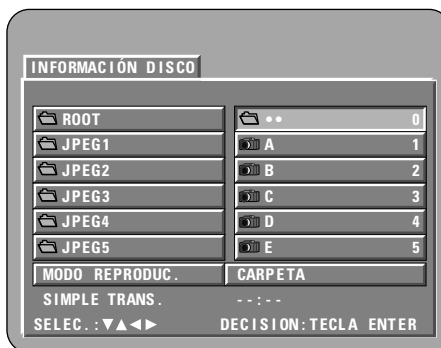 INFORMACIÓN DISCO
ROOT •• 0
JPEG1 A 1
JPEG2 B 2
JPEG3 C 3
JPEG4 D 4
JPEG5 E 5
MODO REPRODUC. CARPETA
SIMPLE TRANS. --:--
SELEC.:▼▲◄► DECISION:TECLA ENTER